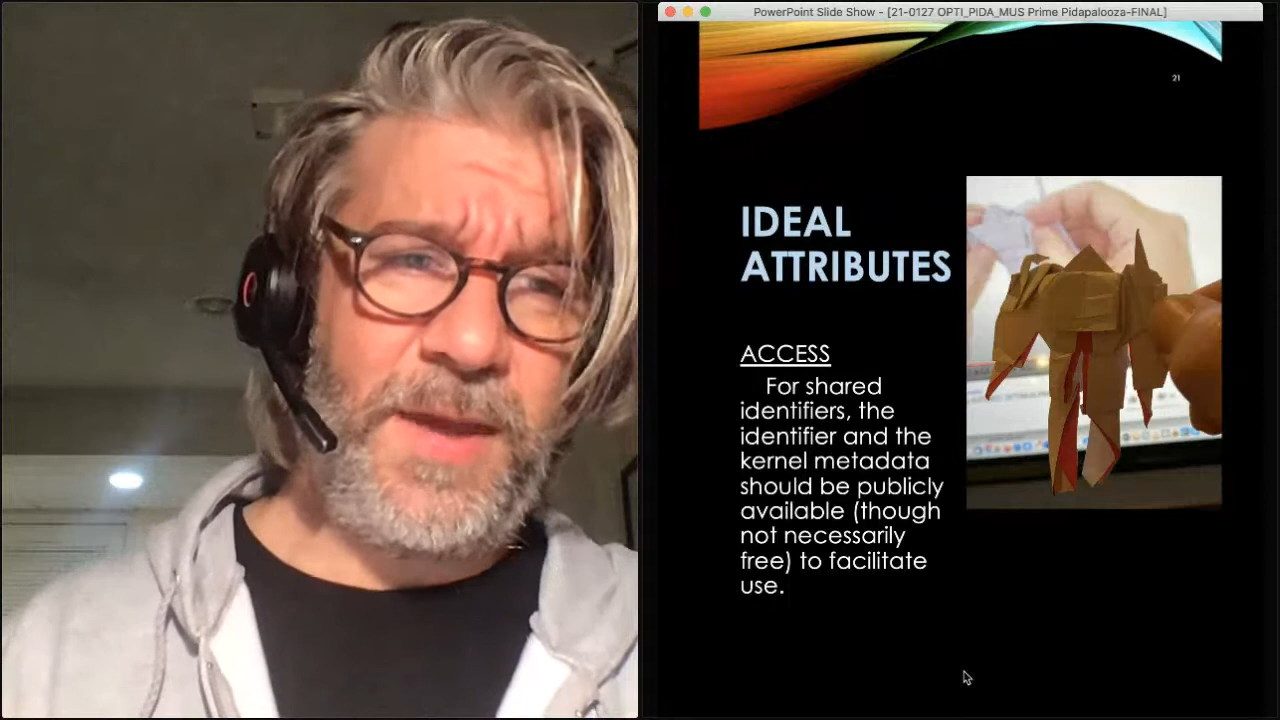 PowerPoint Slide Show - [21-0127 OPTI_PIDA_MUS Prime Pidapalooza-FINAL]
21
IDEAL
ATTRIBUTES
ACCESS
For shared
identifiers, the
identifier and the
kernel metadata
should be publicly
available (though
not necessarily
free) to facilitate
use.